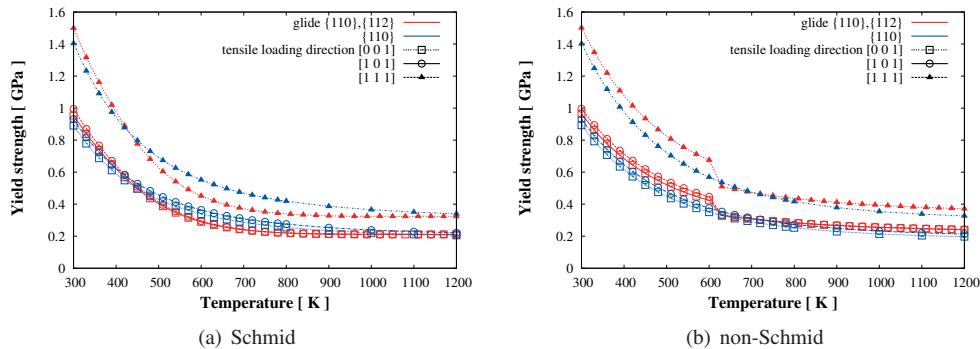 1.6
1.4
1.2
1
0.8
0.6
0.4
0.2
0
Yield strength [ GPa]
glide {110},{112}
{110}
tensile loading direction [0 0 1]
[1 0 1]
[1 1 1]
300 400 500 600 700 800 900 1000 1100 1200
Temperature [ K]
(a) Schmid
1.6
1.4
1.2
1
0.8
0.6
0.4
0.2
0
Yield strength [ GPa]
glide {110},{112}
{110}
tensile loading direction [0 0 1]
[1 0 1]
[1 1 1]
300 400 500 600 700 800 900 1000 1100 1200
Temperature [ K]
(b) non-Schmid